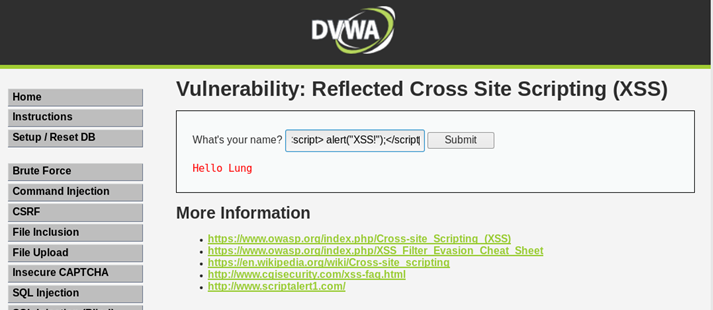 DVWA
Vulnerability: Reflected Cross Site Scripting (XSS)
Home
Instructions
Setup / Reset DB
Brute Force
Command Injection
CSRF
File Inclusion
File Upload
Insecure CAPTCHA
SQL Injection
What's your name? script> alert("XSS!");</script Submit
Hello Lung
More Information
https://www.owasp.org/index.php/Cross-site_Scripting_(XSS)
https://www.owasp.org/index.php/XSS_Filter_Evasion_Cheat_Sheet
https://en.wikipedia.org/wiki/Cross-site_scripting
http://www.cgisecurity.com/xss-faq.html
http://www.scriptalert1.com/